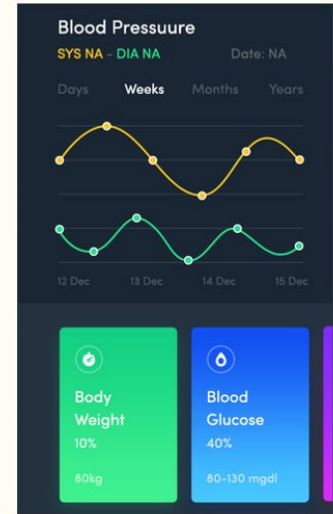 Blood Pressuure
SYS NA - DIA NA Date: NA
Days Weeks Months Years
12 Dec 13 Dec 14 Dec 15 Dec
Body
Weight
10%
80kg
Blood
Glucose
40%
80-130 mgdl